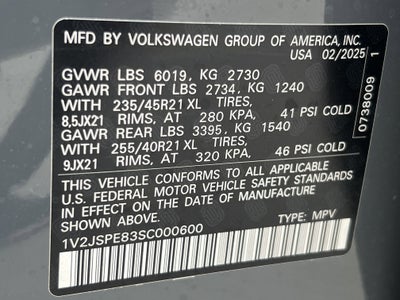 MFD BY VOLKSWAGEN GROUP OF AMERICA, INC.
USA 02/2025
GVWR LBS 6019, KG 2730
GAWR FRONT LBS 2734, KG 1240
WITH 235/45R21 XL TIRES,
8,5JX21 RIMS, AT 280 KPA, 41 PSI COLD
GAWR REAR LBS 3395, KG 1540
WITH 255/40R21 XL TIRES,
9JX21 RIMS, AT 320 KPA, 46 PSI COLD
THIS VEHICLE CONFORMS TO ALL APPLICABLE
U.S. FEDERAL MOTOR VEHICLE SAFETY STANDARDS
IN EFFECT ON THE DATE OF MANUFACTURE
SHOWN ABOVE.
1V2JSPE83SC000600 TYPE: MPV
0738009 1